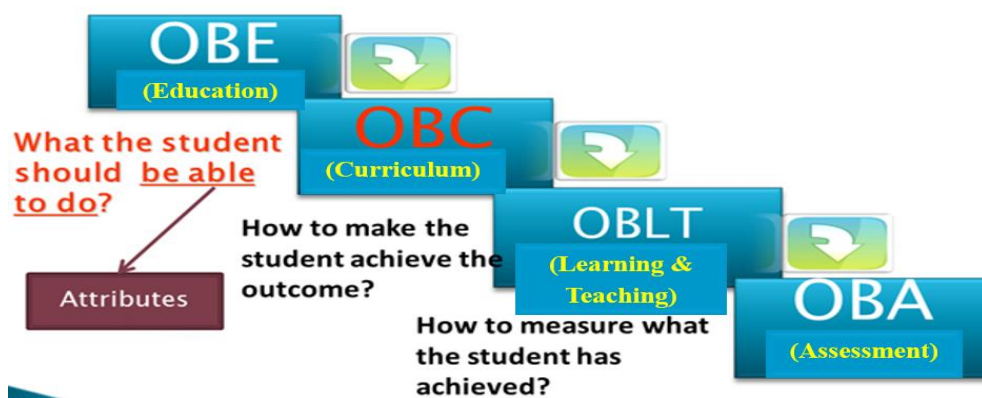 OBE
(Education)
OBC
(Curriculum)
What the student
should be able
to do?
Attributes
OBLT
(Learning &
Teaching)
How to make the
student achieve the
outcome?
OBA
(Assessment)
How to measure what
the student has
achieved?